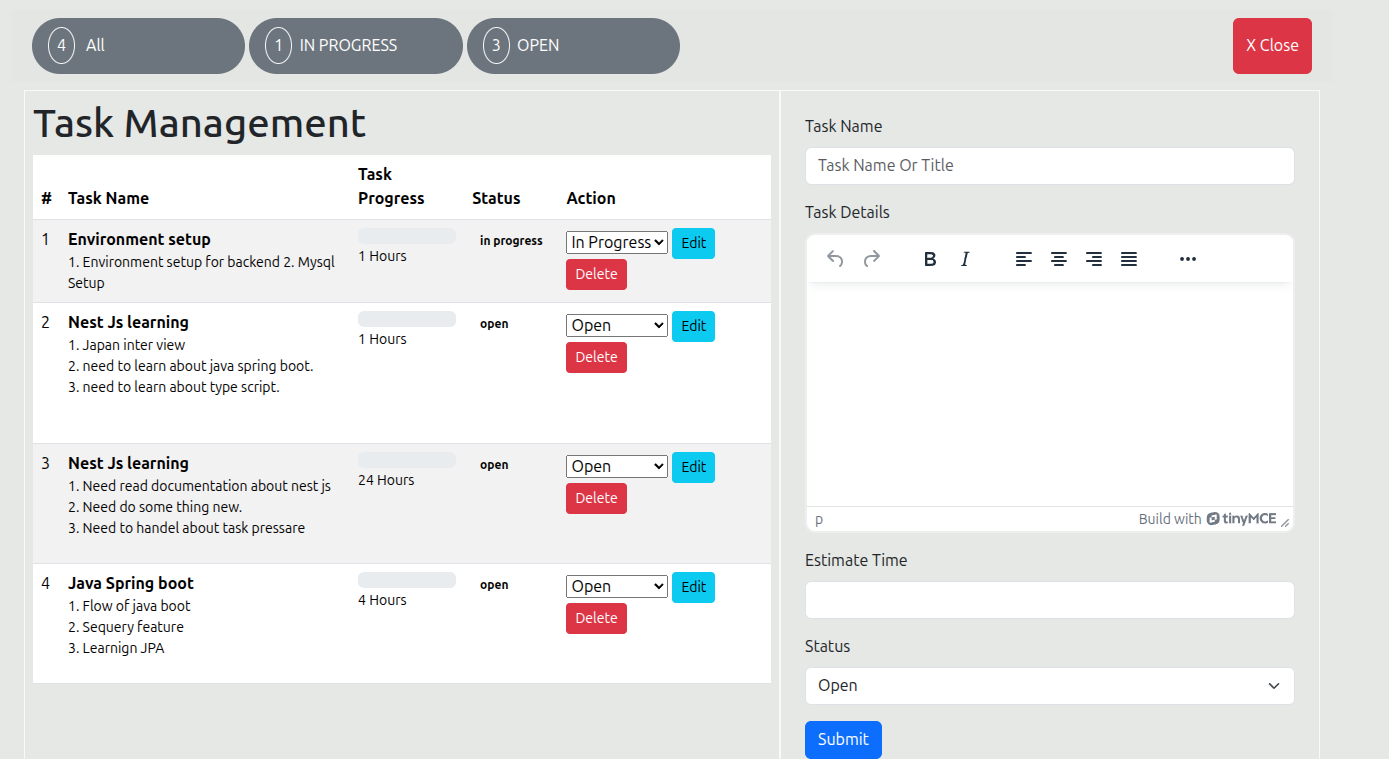 4 All
1 IN PROGRESS
3 OPEN
X Close
Task Management
# Task Name Task Progress Status Action
1 Environment setup
1. Environment setup for backend 2. Mysql
Setup
1 Hours
in progress
In Progress
Edit
Delete
2 Nest Js learning
1. Japan inter view
2. need to learn about java spring boot.
3. need to learn about type script.
1 Hours
open
Open
Edit
Delete
3 Nest Js learning
1. Need read documentation about nest js
2. Need do some thing new.
3. Need to handel about task pressare
24 Hours
open
Open
Edit
Delete
4 Java Spring boot
1. Flow of java boot
2. Sequery feature
3. Learnign JPA
4 Hours
open
Open
Edit
Delete
Task Name
Task Name Or Title
Task Details
B I
p
Build with tinyMCE
Estimate Time
Status
Open
Submit